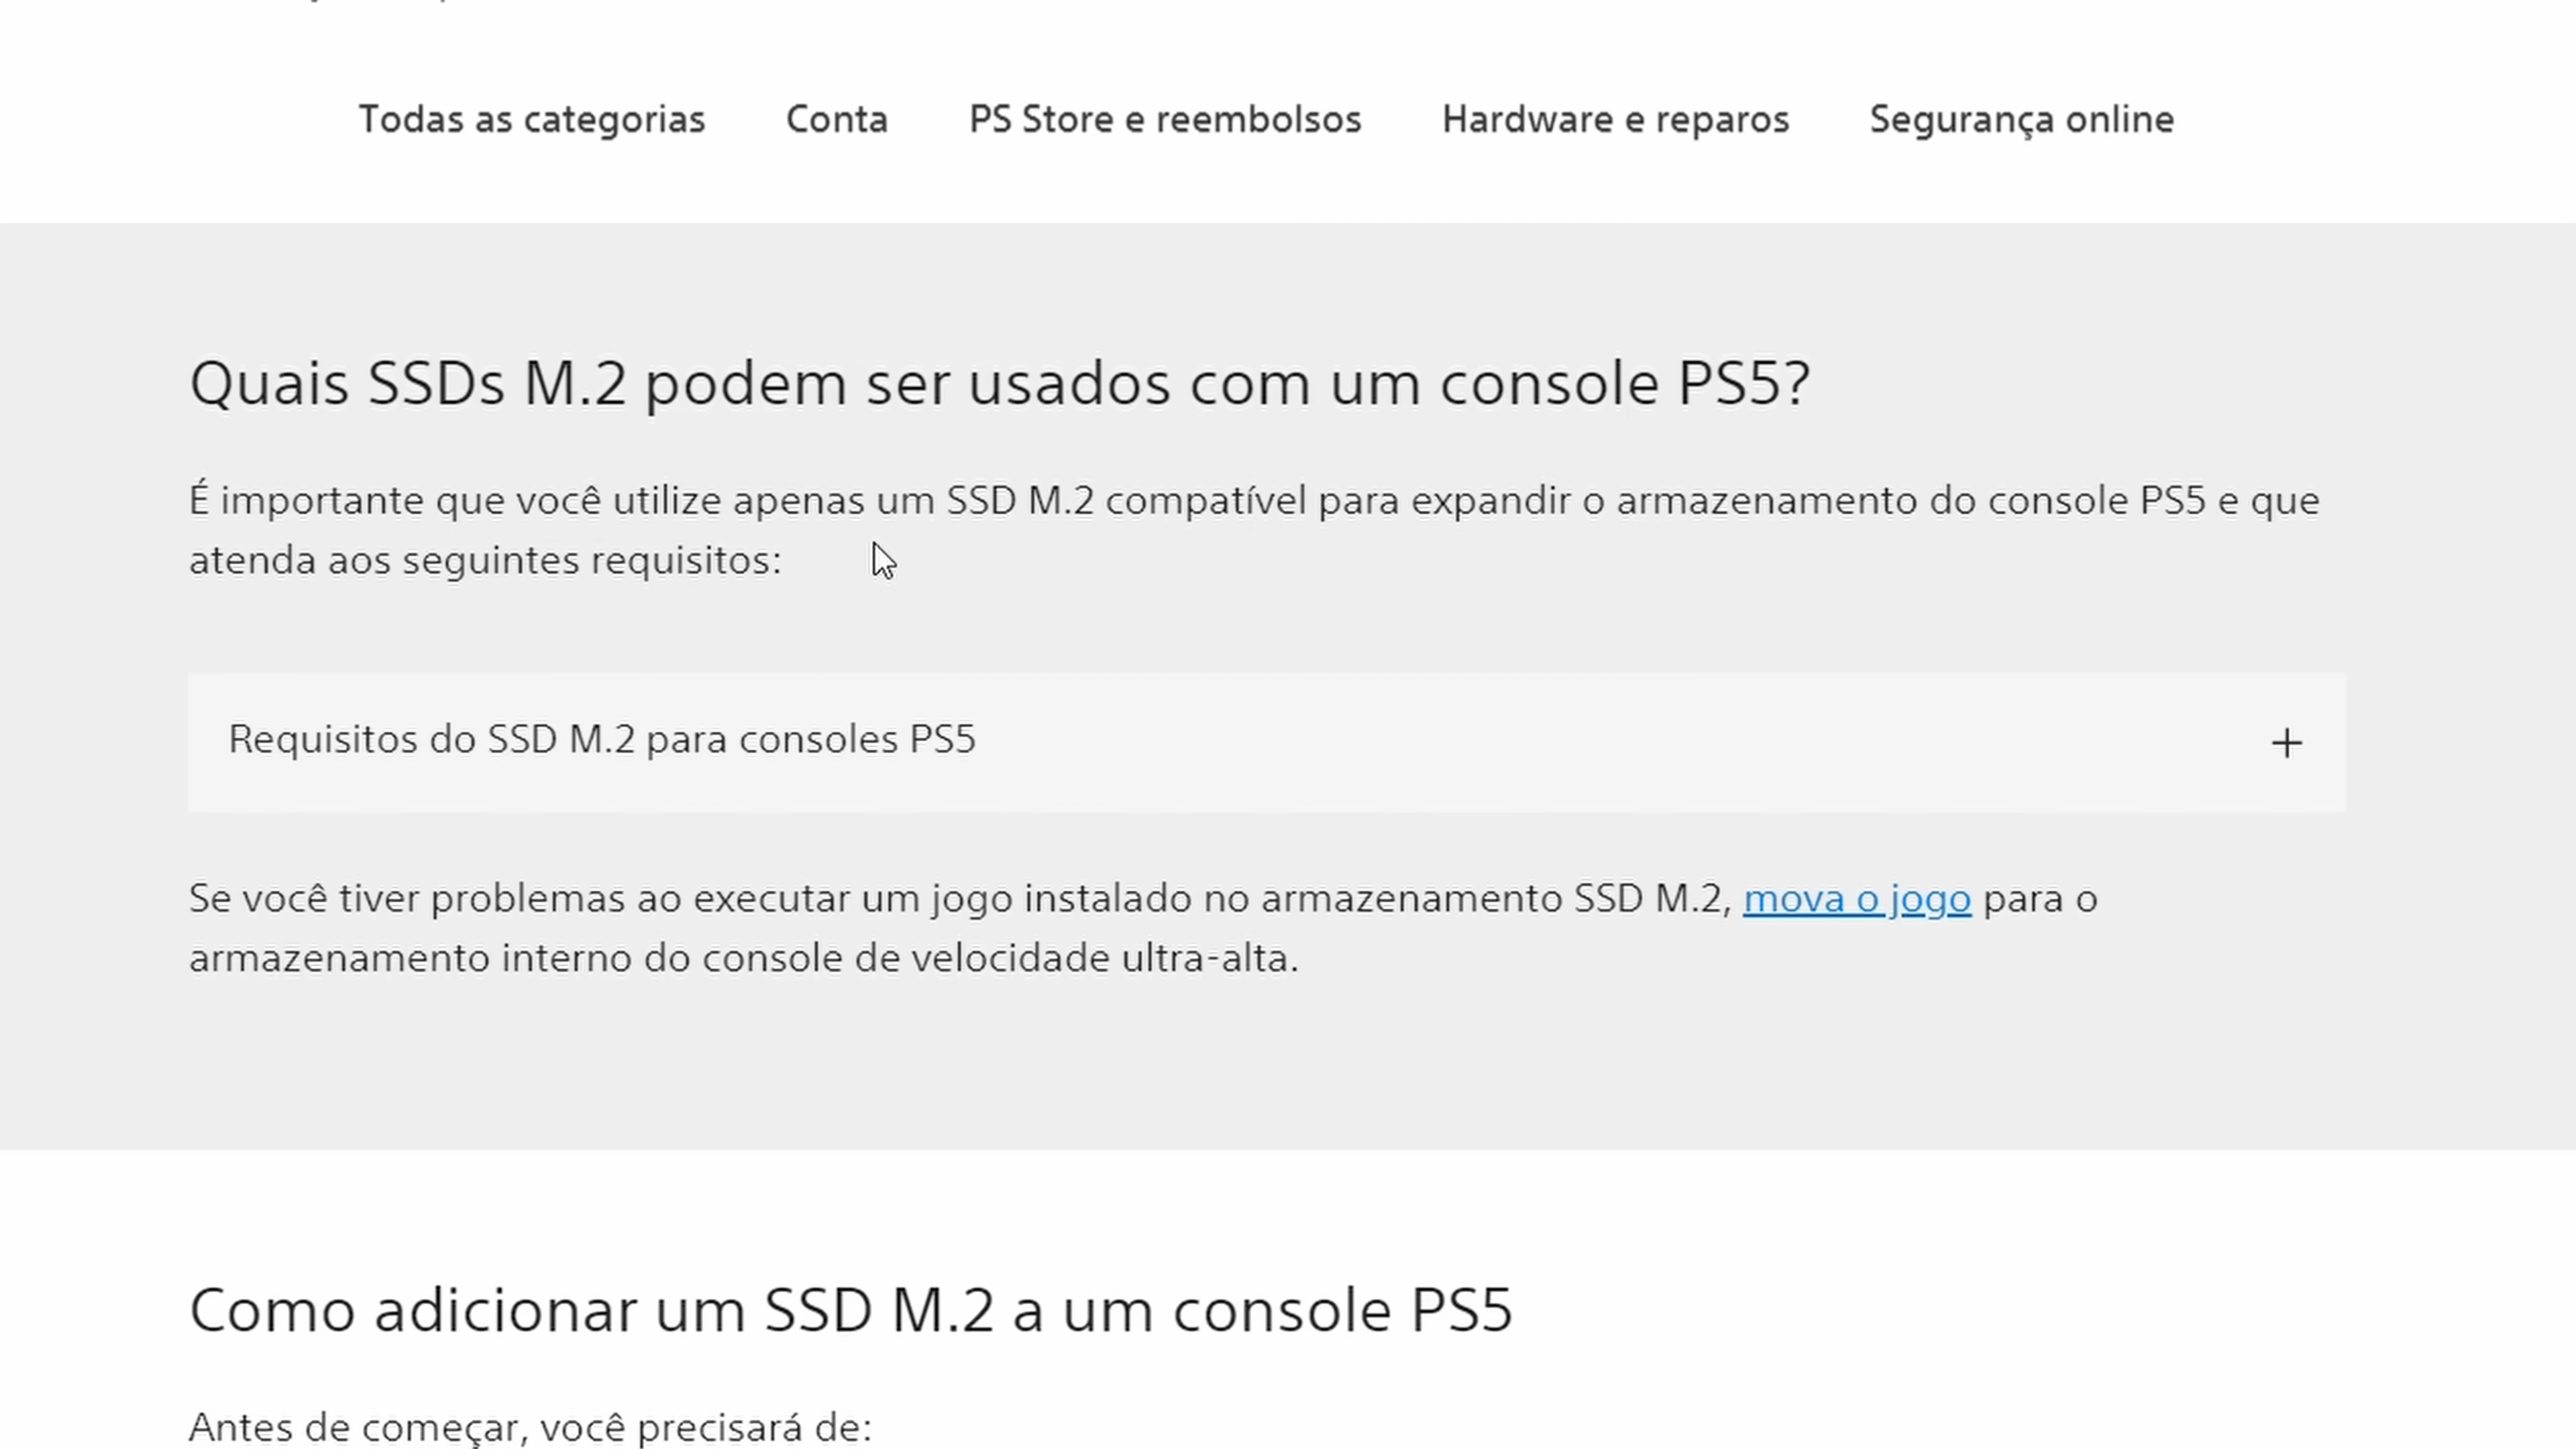 Todas as categorias Conta PS Store e reembolsos Hardware e reparos Segurança online
Quais SSDs M.2 podem ser usados com um console PS5?
É importante que você utilize apenas um SSD M.2 compatível para expandir o armazenamento do console PS5 e que
atenda aos seguintes requisitos:
Requisitos do SSD M.2 para consoles PS5
Se você tiver problemas ao executar um jogo instalado no armazenamento SSD M.2, mova o jogo para o
armazenamento interno do console de velocidade ultra-alta.
Como adicionar um SSD M.2 a um console PS5
Antes de começar, você precisará de: